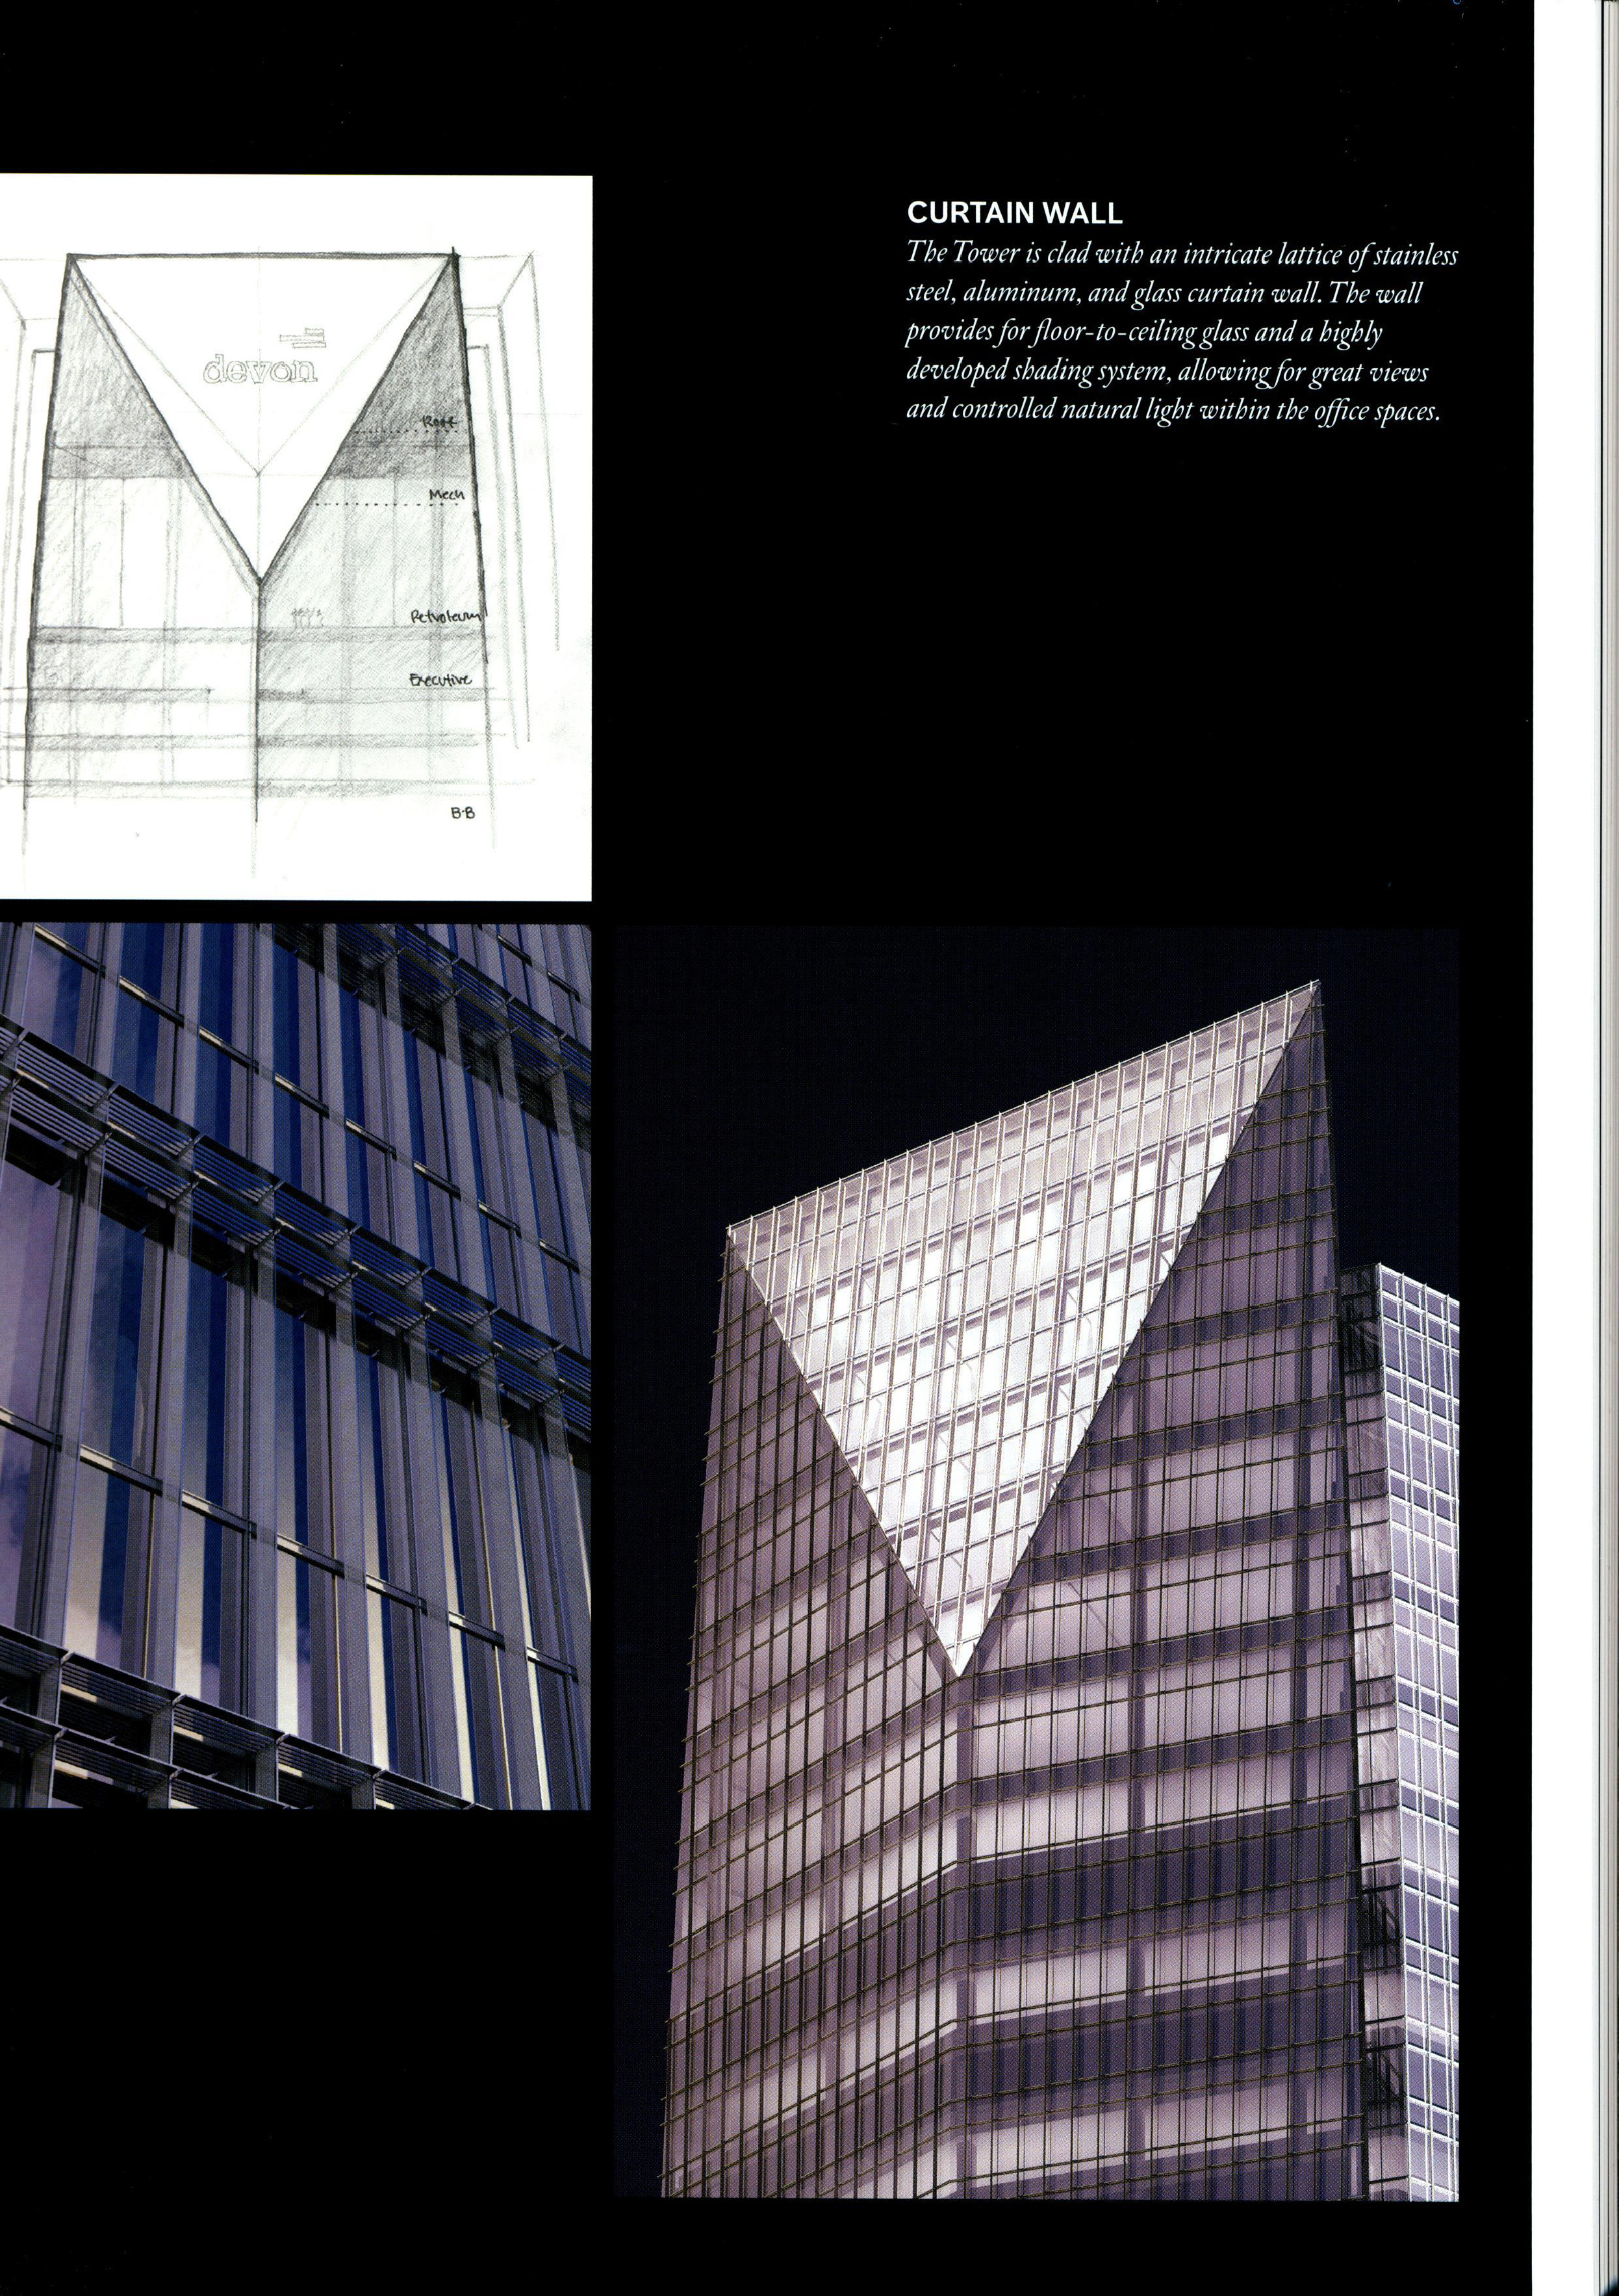 CURTAIN WALL
The Tower is clad with an intricate lattice of stainless
steel, aluminum, and glass curtain wall. The wall
provides for floor-to-ceiling glass and a highly
developed shading system, allowing for great views
and controlled natural light within the office spaces.
devon
Roof
Mech
Petroleum
Executive
B·B